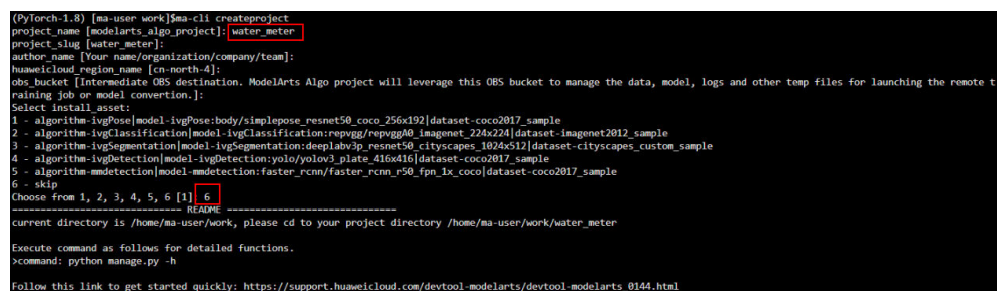 (PyTorch-1.8) [ma-user work]$ma-cli createproject
project_name [modelarts_algo_project]: water_meter
project_slug [water_meter]:
author_name [Your name/organization/company/team]:
huaweicloud_region_name [cn-north-4]:
obs_bucket [Intermediate OBS destination. ModelArts Algo project will leverage this OBS bucket to manage the data, model, logs and other temp files for launching the remote t
raining job or model convertion.]:
Select install_asset:
1 - algorithm-ivgPose|model-ivgPose:body/simplepose_resnet50_coco_256x192|dataset-coco2017_sample
2 - algorithm-ivgClassification|model-ivgClassification:repvgg/repvggA0_imagenet_224x224|dataset-imagenet2012_sample
3 - algorithm-ivgSegmentation|model-ivgSegmentation:deeplabv3p_resnet50_cityscapes_1024x512|dataset-cityscapes_custom_sample
4 - algorithm-ivgDetection|model-ivgDetection:yolo/yolov3_plate_416x416|dataset-coco2017_sample
5 - algorithm-mmdetection|model-mmdetection:faster_rcnn/faster_rcnn_r50_fpn_1x_coco|dataset-coco2017_sample
6 - skip
Choose from 1, 2, 3, 4, 5, 6 [1]: 6
============================== README ==============================
current directory is /home/ma-user/work, please cd to your project directory /home/ma-user/work/water_meter
Execute command as follows for detailed functions.
>command: python manage.py -h
Follow this link to get started quickly: https://support.huaweicloud.com/devtool-modelarts/devtool-modelarts_0144.html